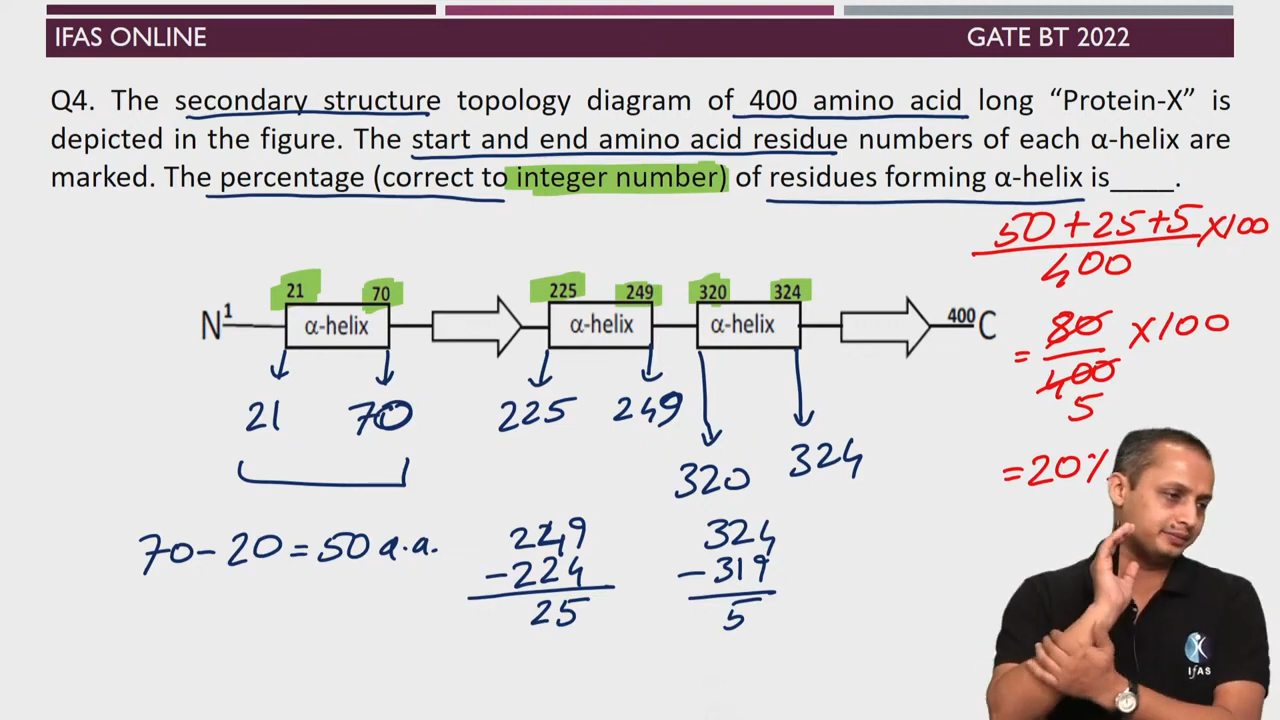 IFAS ONLINE
GATE BT 2022
Q4. The secondary structure topology diagram of 400 amino acid long “Protein-X” is
depicted in the figure. The start and end amino acid residue numbers of each α-helix are
marked. The percentage (correct to integer number) of residues forming α-helix is____.
50+25+5 ×100
400
21 70 225 249 320 324
N 1 α-helix α-helix α-helix 400 C
= 80 ×100
400
5
21 70 225 249
320 324
=20%
70-20=50 a.a.
249
-224
25
324
-319
5
IFAS